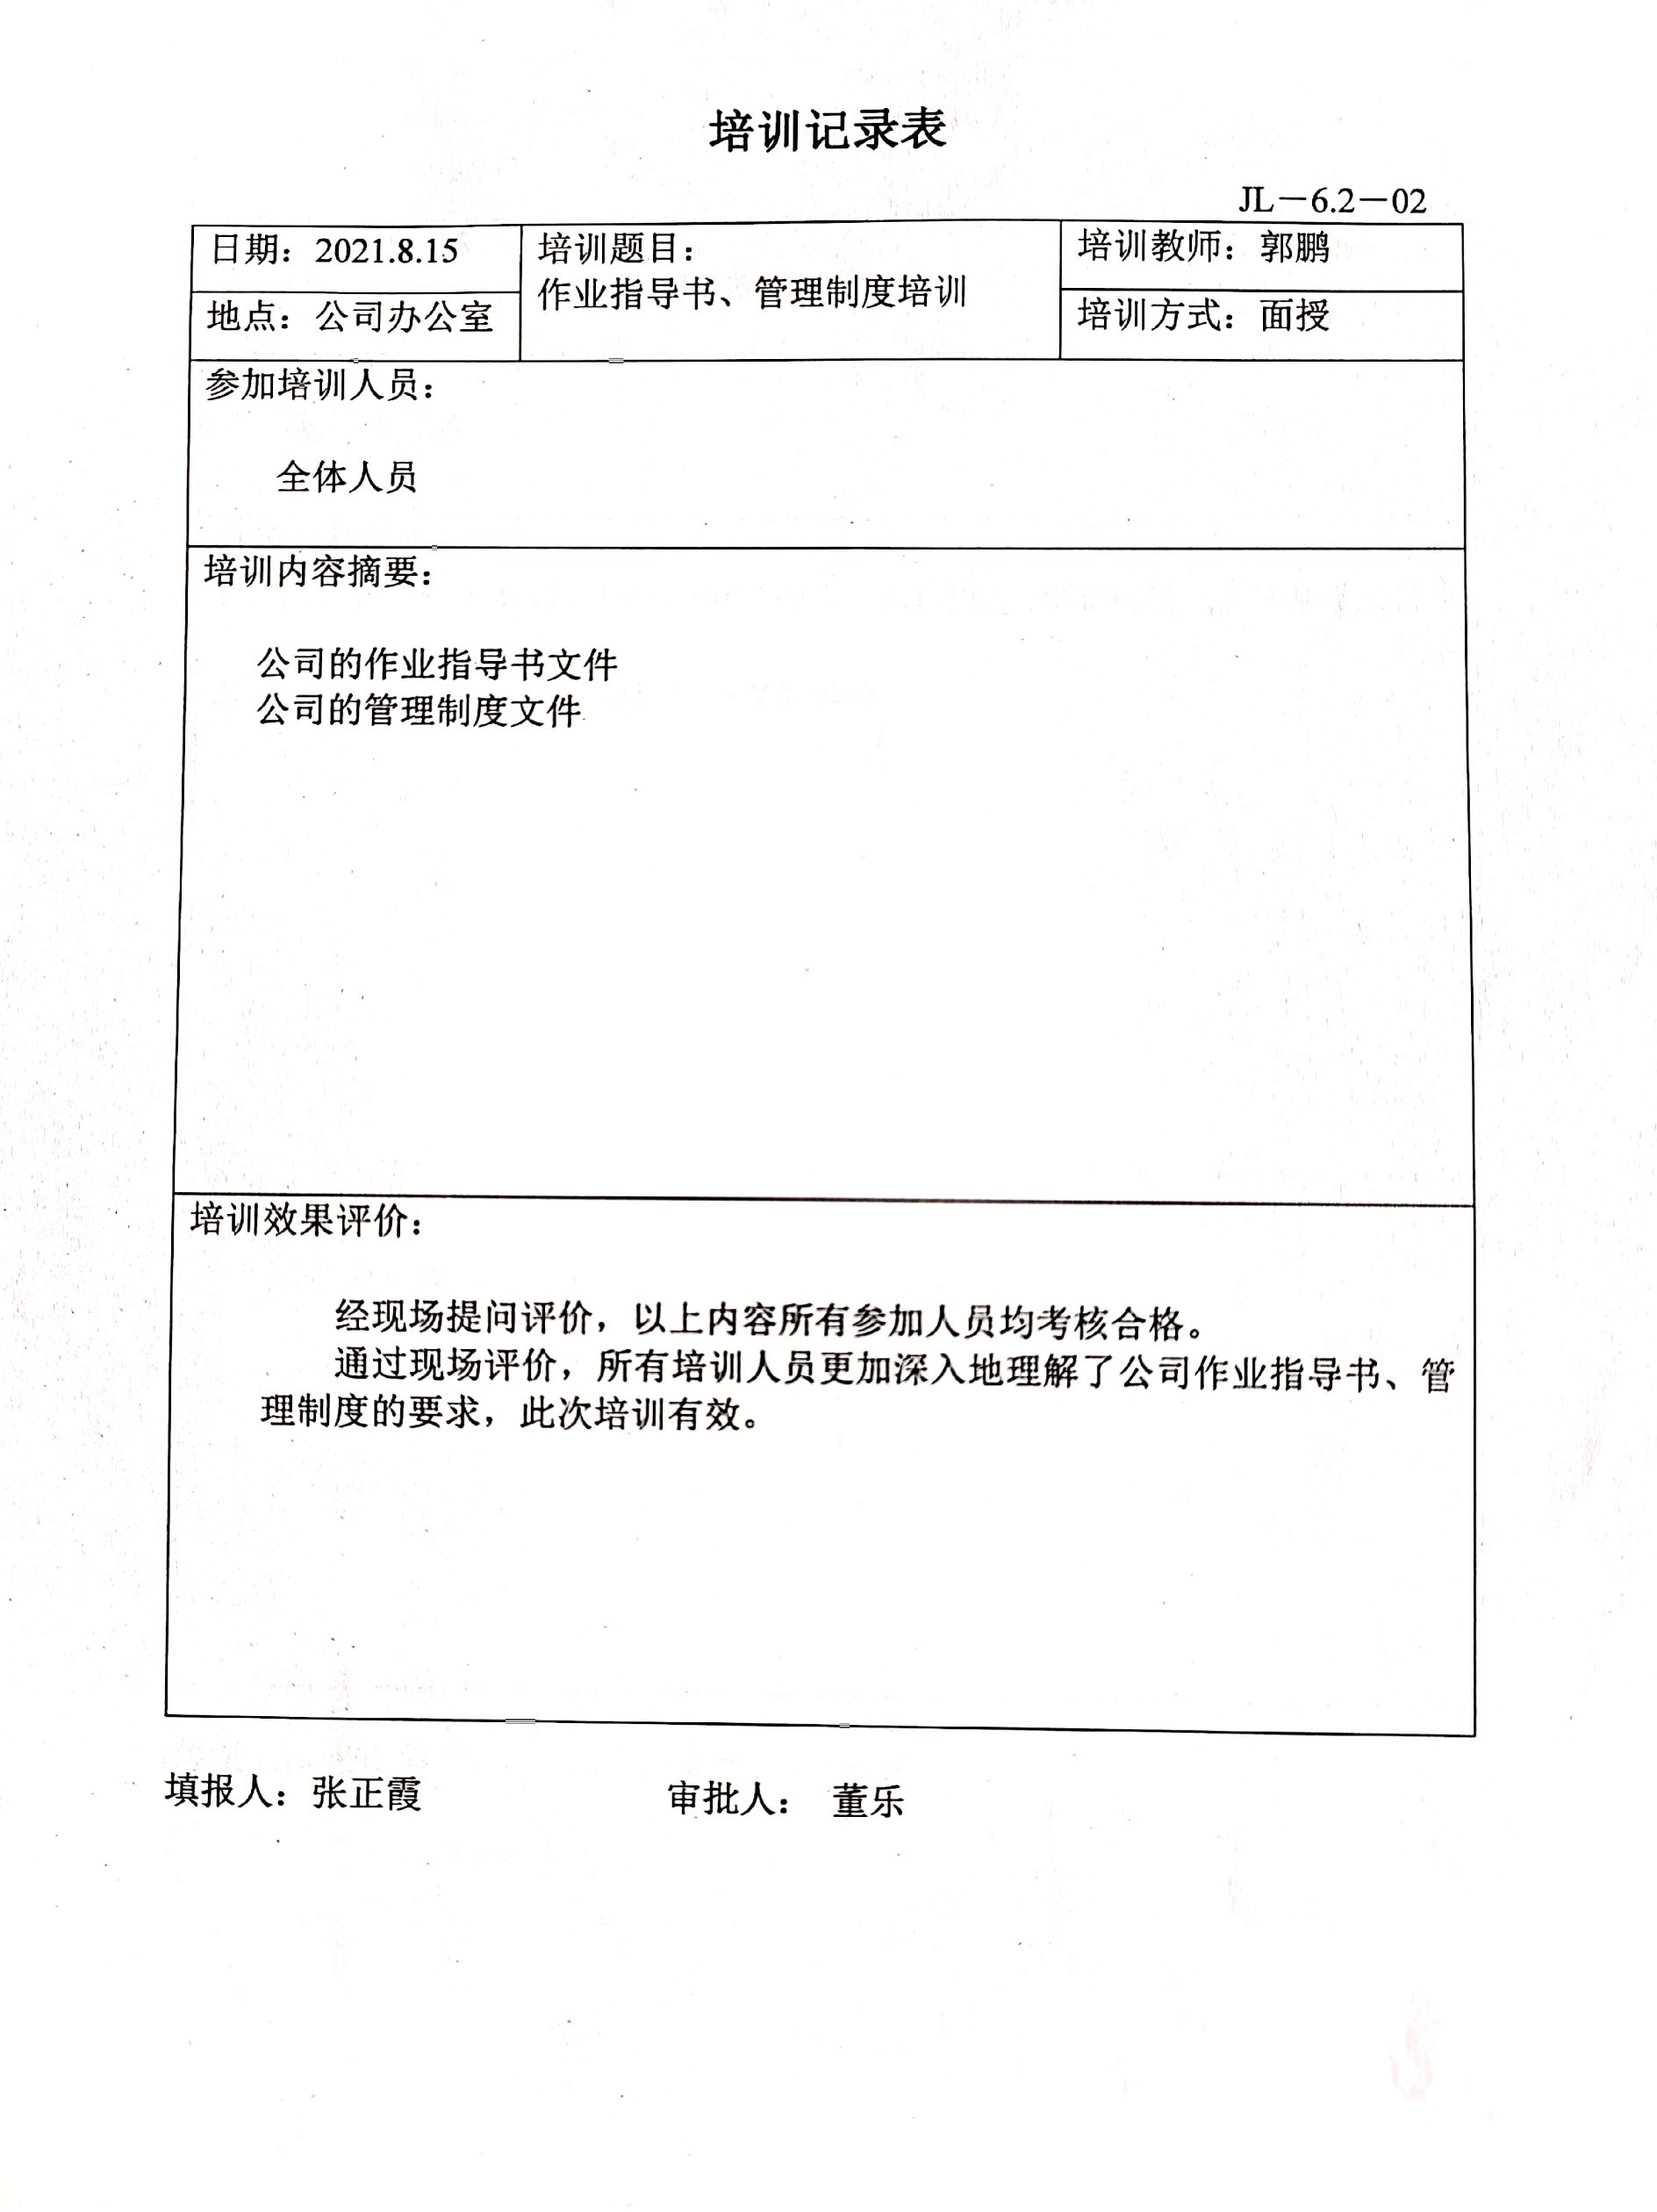 培训记录表
JL－6.2－02
日期：2021.8.15
地点：公司办公室
培训题目：
作业指导书、管理制度培训
培训教师：郭鹏
培训方式：面授
参加培训人员：
全体人员
培训内容摘要：
公司的作业指导书文件
公司的管理制度文件
培训效果评价：
经现场提问评价，以上内容所有参加人员均考核合格。
通过现场评价，所有培训人员更加深入地理解了公司作业指导书、管
理制度的要求，此次培训有效。
填报人：张正霞
审批人： 董乐